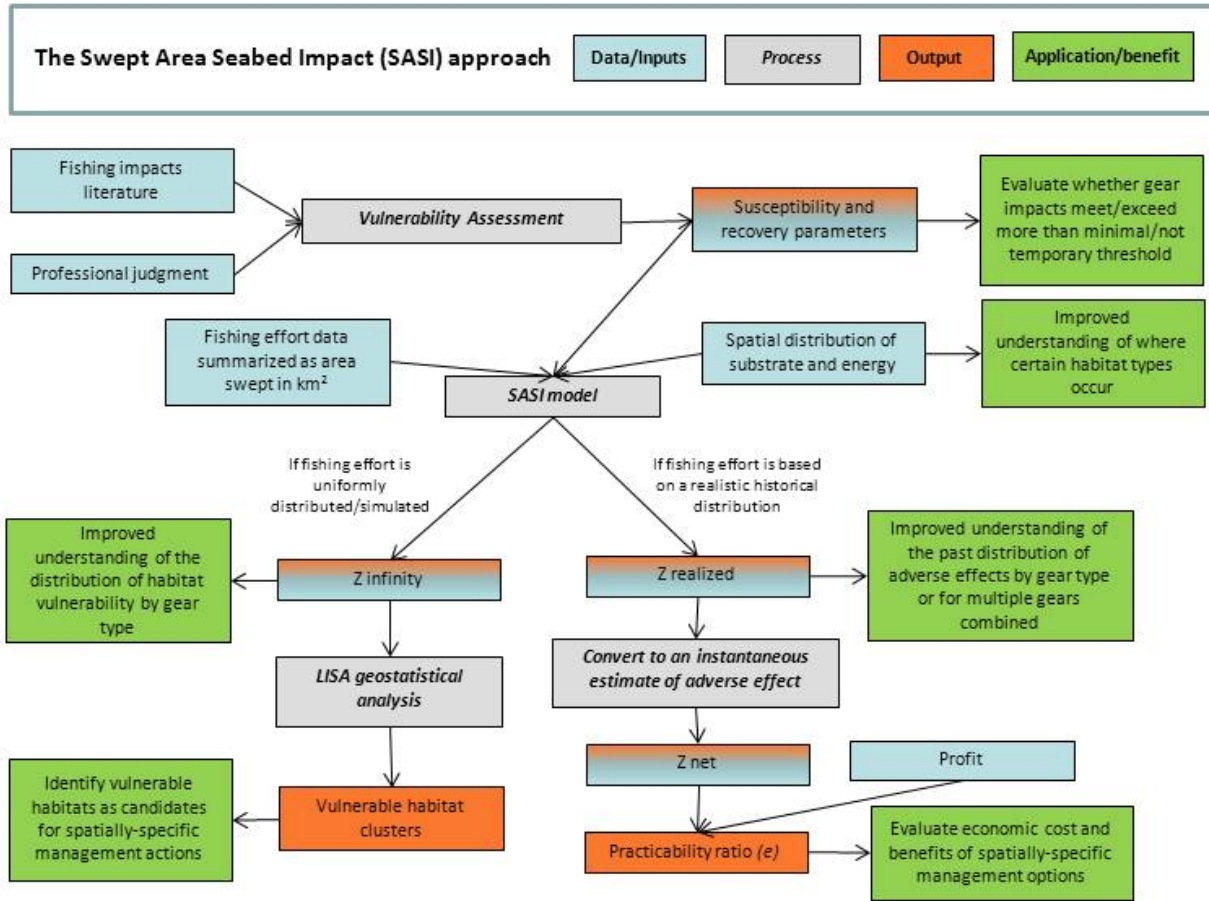 The Swept Area Seabed Impact (SASI) approach
Data/Inputs
Process
Output
Application/benefit
Fishing impacts
literature
Professional judgment
Vulnerability Assessment
Susceptibility and
recovery parameters
Evaluate whether gear
impacts meet/exceed
more than minimal/not
temporary threshold
Fishing effort data
summarized as area
swept in km²
Spatial distribution of
substrate and energy
Improved
understanding of where
certain habitat types
occur
SASI model
If fishing effort is
uniformly
distributed/simulated
If fishing effort is based
on a realistic historical
distribution
Improved
understanding of the
distribution of habitat
vulnerability by gear
type
Z infinity
Z realized
Improved understanding of
the past distribution of
adverse effects by gear type
or for multiple gears
combined
LISA geostatistical
analysis
Convert to an instantaneous
estimate of adverse effect
Z net
Profit
Identify vulnerable
habitats as candidates
for spatially-specific
management actions
Vulnerable habitat
clusters
Practicability ratio (e)
Evaluate economic cost and
benefits of spatially-specific
management options